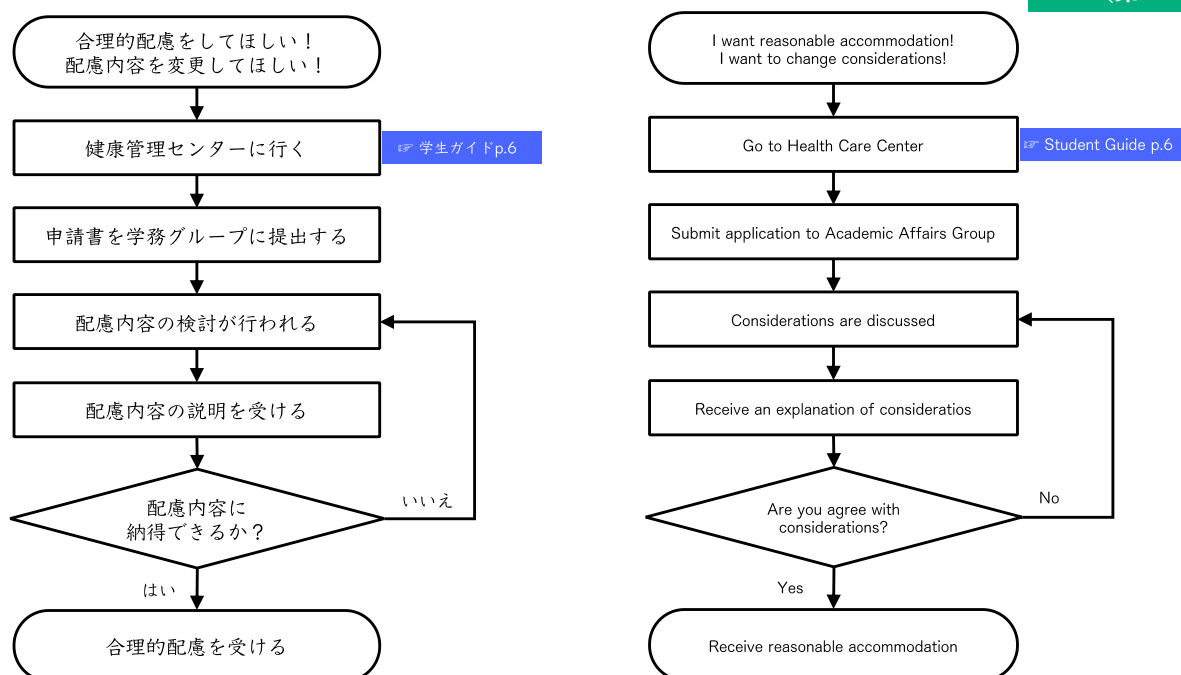 合理的配慮をしてほしい！
配慮内容を変更してほしい！
健康管理センターに行く
☞ 学生ガイドp.6
申請書を学務グループに提出する
配慮内容の検討が行われる
配慮内容の説明を受ける
配慮内容に
納得できるか？
いいえ
はい
合理的配慮を受ける
I want reasonable accommodation!
I want to change considerations!
Go to Health Care Center
☞ Student Guide p.6
Submit application to Academic Affairs Group
Considerations are discussed
Receive an explanation of consideratios
Are you agree with
considerations?
No
Yes
Receive reasonable accommodation